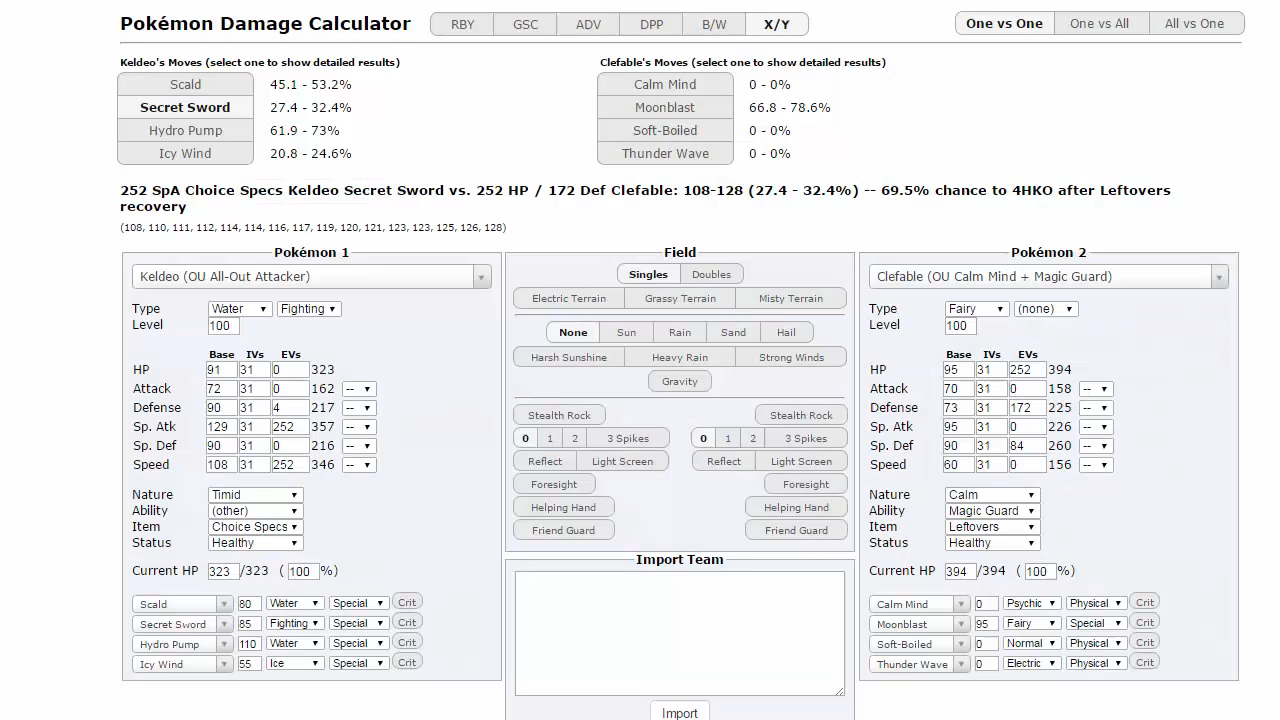 Pokémon Damage Calculator RBY GSC ADV DPP B/W X/Y One vs One One vs All All vs One
Keldeo's Moves (select one to show detailed results) Clefable's Moves (select one to show detailed results)
Scald 45.1 - 53.2% Calm Mind 0 - 0%
Secret Sword 27.4 - 32.4% Moonblast 66.8 - 78.6%
Hydro Pump 61.9 - 73% Soft-Boiled 0 - 0%
Icy Wind 20.8 - 24.6% Thunder Wave 0 - 0%
252 SpA Choice Specs Keldeo Secret Sword vs. 252 HP / 172 Def Clefable: 108-128 (27.4 - 32.4%) -- 69.5% chance to 4HKO after Leftovers
recovery
(108, 110, 111, 112, 114, 114, 116, 117, 119, 120, 121, 123, 123, 125, 126, 128)
Pokémon 1
Keldeo (OU All-Out Attacker)
Type Water Fighting
Level 100
Base IVs EVs
HP 91 31 0 323
Attack 72 31 0 162 --
Defense 90 31 4 217 --
Sp. Atk 129 31 252 357 --
Sp. Def 90 31 0 216 --
Speed 108 31 252 346 --
Nature Timid
Ability (other)
Item Choice Specs
Status Healthy
Current HP 323 /323 ( 100 %)
Scald 80 Water Special Crit
Secret Sword 85 Fighting Special Crit
Hydro Pump 110 Water Special Crit
Icy Wind 55 Ice Special Crit
Field
Singles Doubles
Electric Terrain Grassy Terrain Misty Terrain
None Sun Rain Sand Hail
Harsh Sunshine Heavy Rain Strong Winds
Gravity
Stealth Rock Stealth Rock
0 1 2 3 Spikes 0 1 2 3 Spikes
Reflect Light Screen Reflect Light Screen
Foresight Foresight
Helping Hand Helping Hand
Friend Guard Friend Guard
Import Team
Import
Pokémon 2
Clefable (OU Calm Mind + Magic Guard)
Type Fairy (none)
Level 100
Base IVs EVs
HP 95 31 252 394
Attack 70 31 0 158 --
Defense 73 31 172 225 --
Sp. Atk 95 31 0 226 --
Sp. Def 90 31 84 260 --
Speed 60 31 0 156 --
Nature Calm
Ability Magic Guard
Item Leftovers
Status Healthy
Current HP 394 /394 ( 100 %)
Calm Mind 0 Psychic Physical Crit
Moonblast 95 Fairy Special Crit
Soft-Boiled 0 Normal Physical Crit
Thunder Wave 0 Electric Physical Crit